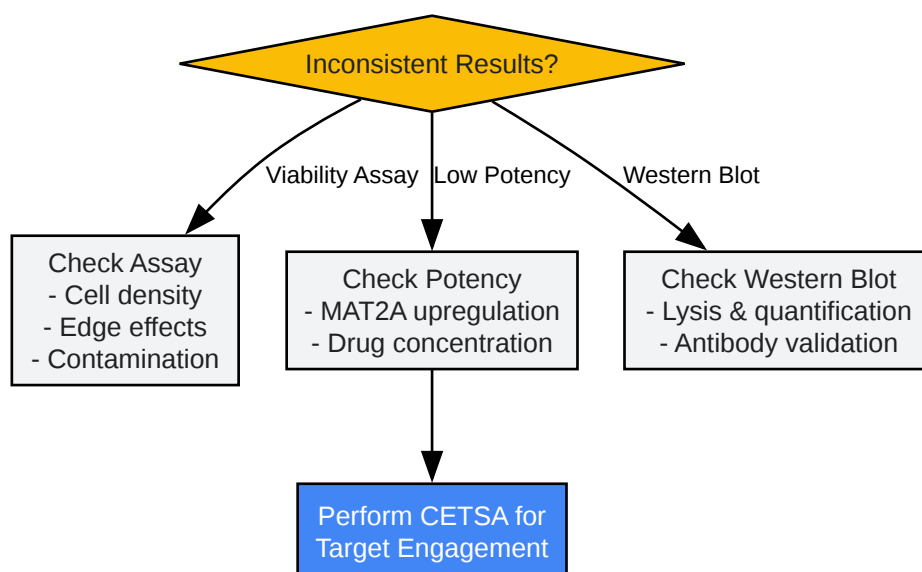 Inconsistent Results?
Viability Assay
Low Potency
Western Blot
Check Assay
- Cell density
- Edge effects
- Contamination
Check Potency
- MAT2A upregulation
- Drug concentration
Check Western Blot
- Lysis & quantification
- Antibody validation
Perform CETSA for
Target Engagement